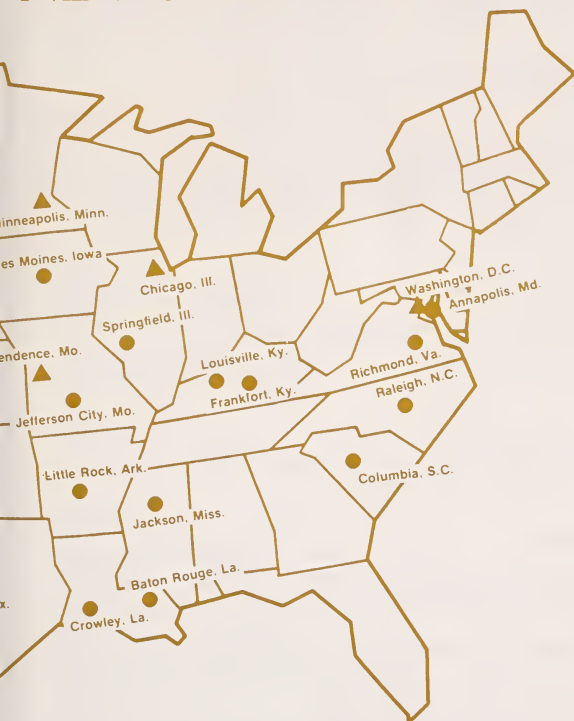 inneapolis, Minn.
es Moines, Iowa
Chicago, Ill.
Springfield, Ill.
Washington, D.C.
Annapolis, Md.
endence, Mo.
Louisville, Ky.
Richmond, Va.
Frankfort, Ky.
Raleigh, N.C.
Jefferson City, Mo.
Little Rock, Ark.
Columbia, S.C.
Jackson, Miss.
Baton Rouge, La.
x.
Crowley, La.